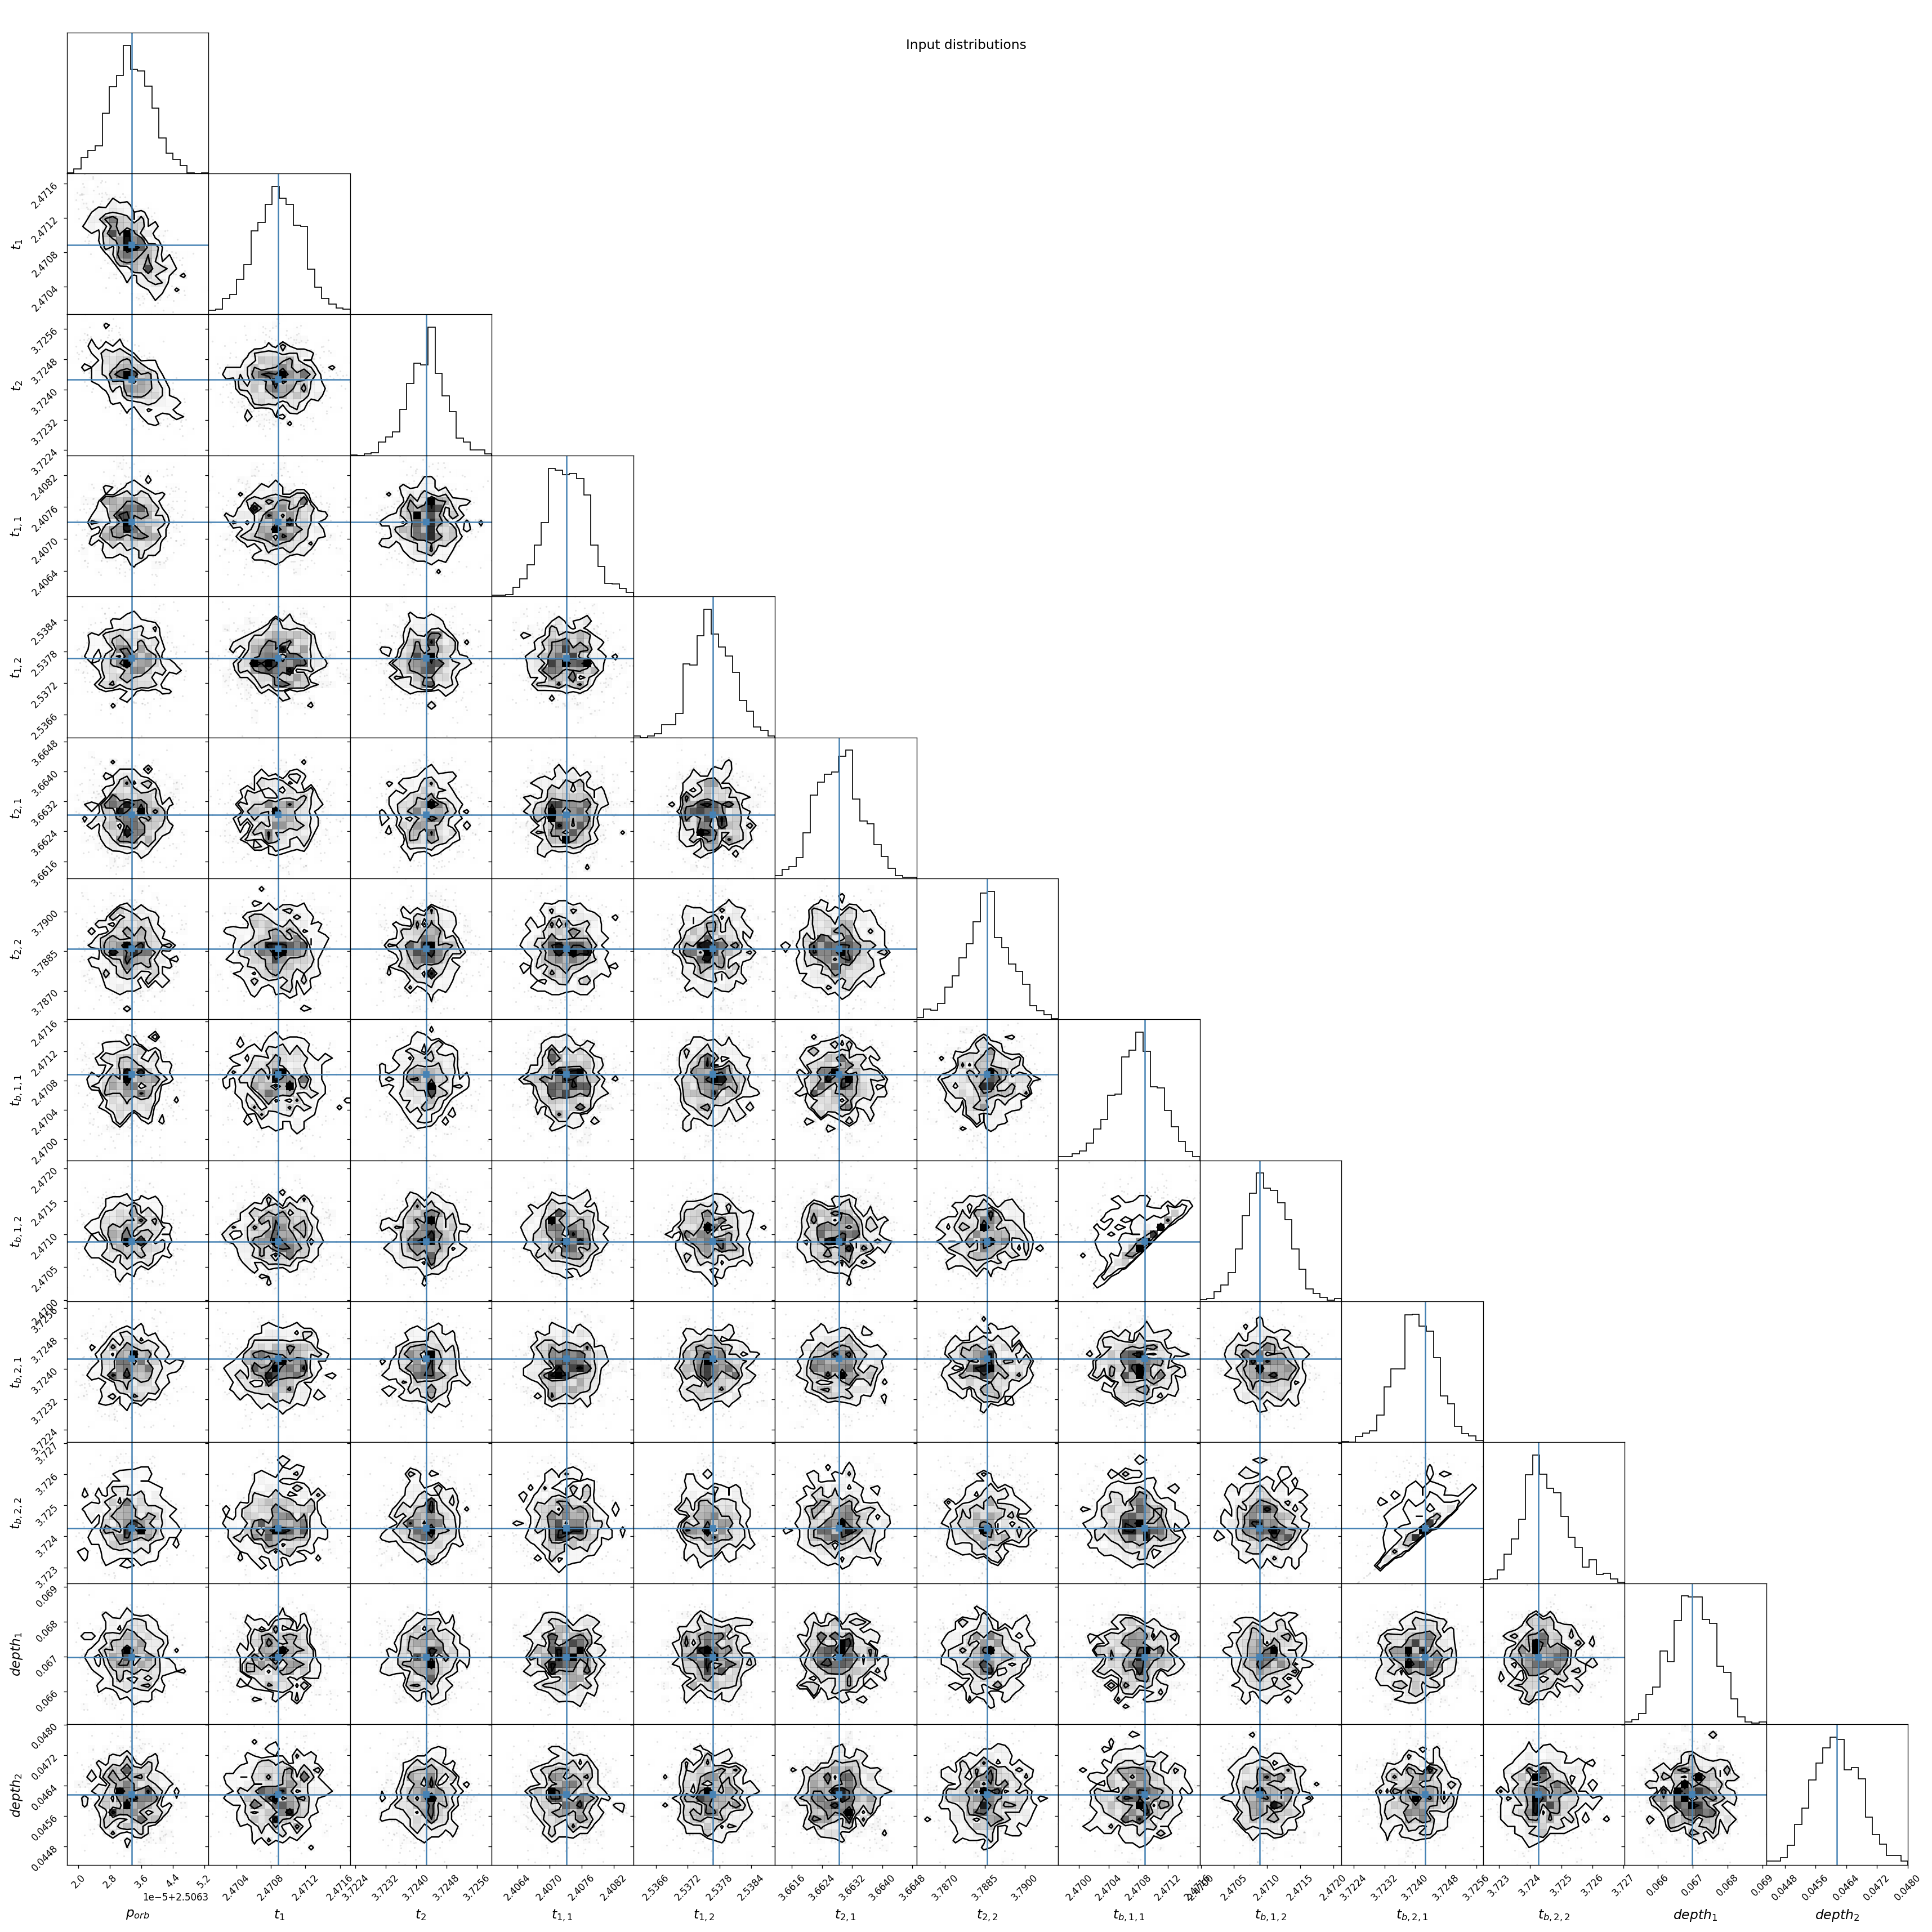 Input distributions
2.4716
2.4712
2.4708
2.4704
t_1
3.7256
3.7248
3.7240
3.7232
3.7224
t_2
2.4082
2.4076
2.4070
2.4064
t_{1,1}
2.5384
2.5378
2.5372
2.5366
t_{1,2}
3.6648
3.6640
3.6632
3.6624
3.6616
t_{2,1}
3.7900
3.7885
3.7870
t_{2,2}
2.4716
2.4712
2.4708
2.4704
2.4700
t_{b,1,1}
2.4720
2.4715
2.4710
2.4705
2.4700
t_{b,1,2}
3.7256
3.7248
3.7240
3.7232
3.7224
t_{b,2,1}
3.727
3.726
3.725
3.724
3.723
t_{b,2,2}
0.069
0.068
0.067
0.066
depth_1
0.0480
0.0472
0.0464
0.0456
0.0448
depth_2
2.0 2.8 3.6 4.4 5.2
1e−5+2.5063
p_{orb}
2.4704 2.4708 2.4712 2.4716
t_1
3.7224 3.7232 3.7240 3.7248 3.7256
t_2
2.4064 2.4070 2.4076 2.4082
t_{1,1}
2.5366 2.5372 2.5378 2.5384
t_{1,2}
3.6616 3.6624 3.6632 3.6640 3.6648
t_{2,1}
3.7870 3.7885 3.7900
t_{2,2}
2.4700 2.4704 2.4708 2.4712 2.4716
t_{b,1,1}
2.4700 2.4705 2.4710 2.4715 2.4720
t_{b,1,2}
3.7224 3.7232 3.7240 3.7248 3.7256
t_{b,2,1}
3.723 3.724 3.725 3.726 3.727
t_{b,2,2}
0.066 0.067 0.068 0.069
depth_1
0.0448 0.0456 0.0464 0.0472 0.0480
depth_2